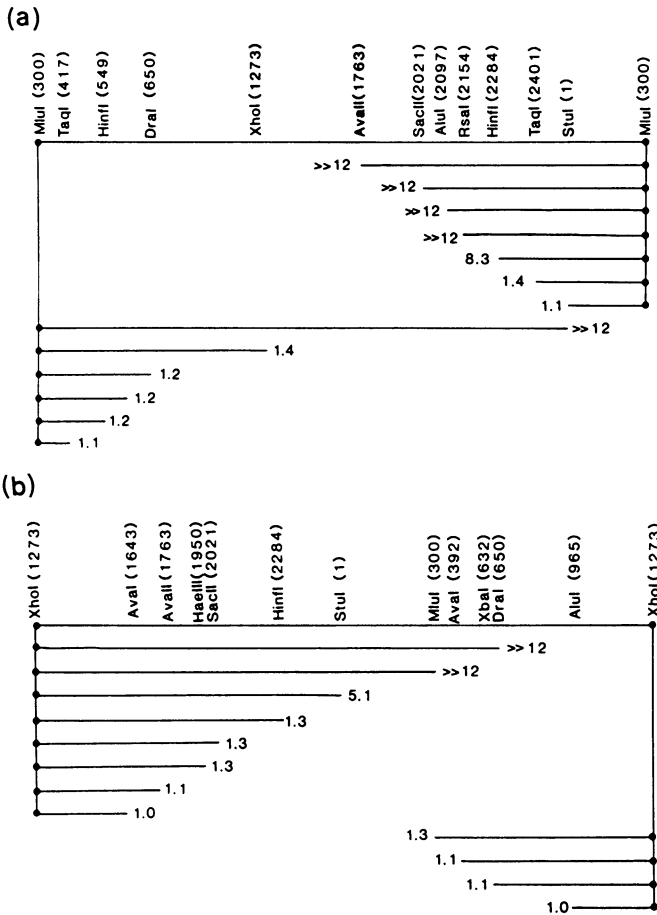 (a)
MluI (300)
TaqI (417)
HinfI (549)
DraI (650)
XhoI (1273)
AvaII (1763)
SacII (2021)
AluI (2097)
RsaI (2154)
HinfI (2284)
TaqI (2401)
StuI (1)
MluI (300)
>>12
>>12
>>12
>>12
8.3
1.4
1.1
>>12
1.4
1.2
1.2
1.2
1.1
(b)
XhoI (1273)
AvaI (1643)
AvaII (1763)
HaeIII (1950)
SacII (2021)
HinfI (2284)
StuI (1)
MluI (300)
AvaI (392)
XbaI (632)
DraI (650)
AluI (965)
XhoI (1273)
>>12
>>12
5.1
1.3
1.3
1.3
1.1
1.0
1.3
1.1
1.1
1.0